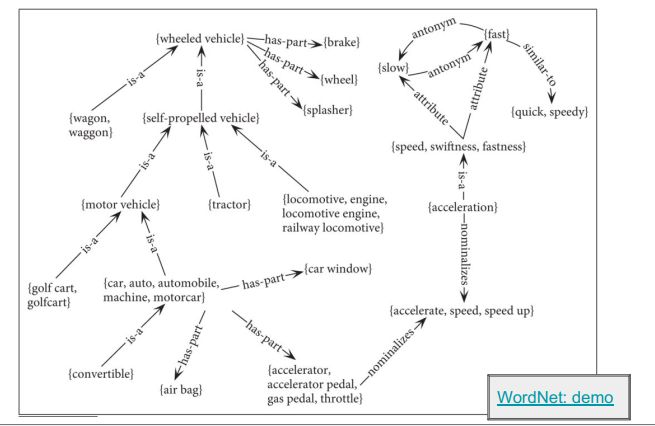 {wheeled vehicle}
has-part
{brake}
has-part
{wheel}
has-part
{splasher}
is-a
is-a
{wagon,
waggon}
{self-propelled vehicle}
is-a
is-a
is-a
{motor vehicle}
{tractor}
{locomotive, engine,
locomotive engine,
railway locomotive}
is-a
is-a
{golf cart,
golfcart}
{car, auto, automobile,
machine, motorcar}
has-part
{car window}
is-a
has-part
has-part
{convertible}
{air bag}
{accelerator,
accelerator pedal,
gas pedal, throttle}
nominalizes
antonym
{fast}
{slow}
antonym
similar-to
{quick, speedy}
attribute
attribute
{speed, swiftness, fastness}
is-a
{acceleration}
nominalizes
{accelerate, speed, speed up}
WordNet: demo